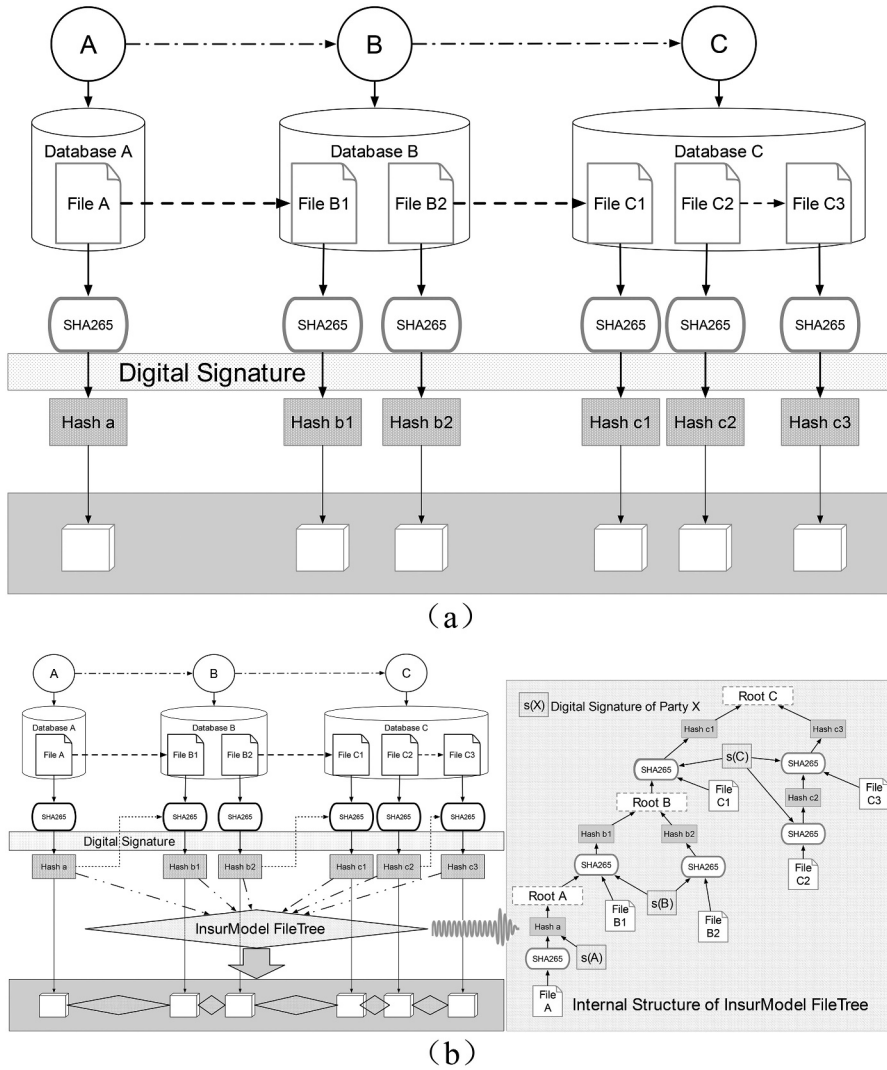 A
B
C
Database A
Database B
Database C
File A
File B1
File B2
File C1
File C2
File C3
SHA265
SHA265
SHA265
SHA265
SHA265
SHA265
Digital Signature
Hash a
Hash b1
Hash b2
Hash c1
Hash c2
Hash c3
(a)
A
B
C
Database A
Database B
Database C
File A
File B1
File B2
File C1
File C2
File C3
SHA265
SHA265
SHA265
SHA265
SHA265
SHA265
Digital Signature
Hash a
Hash b1
Hash b2
Hash c1
Hash c2
Hash c3
InsurModel FileTree
s(X)
Digital Signature of Party X
Root C
Hash c1
Hash c3
s(C)
SHA265
SHA265
File
C1
File
C3
Hash c2
Root B
Hash b1
Hash b2
SHA265
SHA265
SHA265
File
C2
Root A
File
B1
s(B)
File
B2
Hash a
s(A)
SHA265
File
A
Internal Structure of InsurModel FileTree
(b)